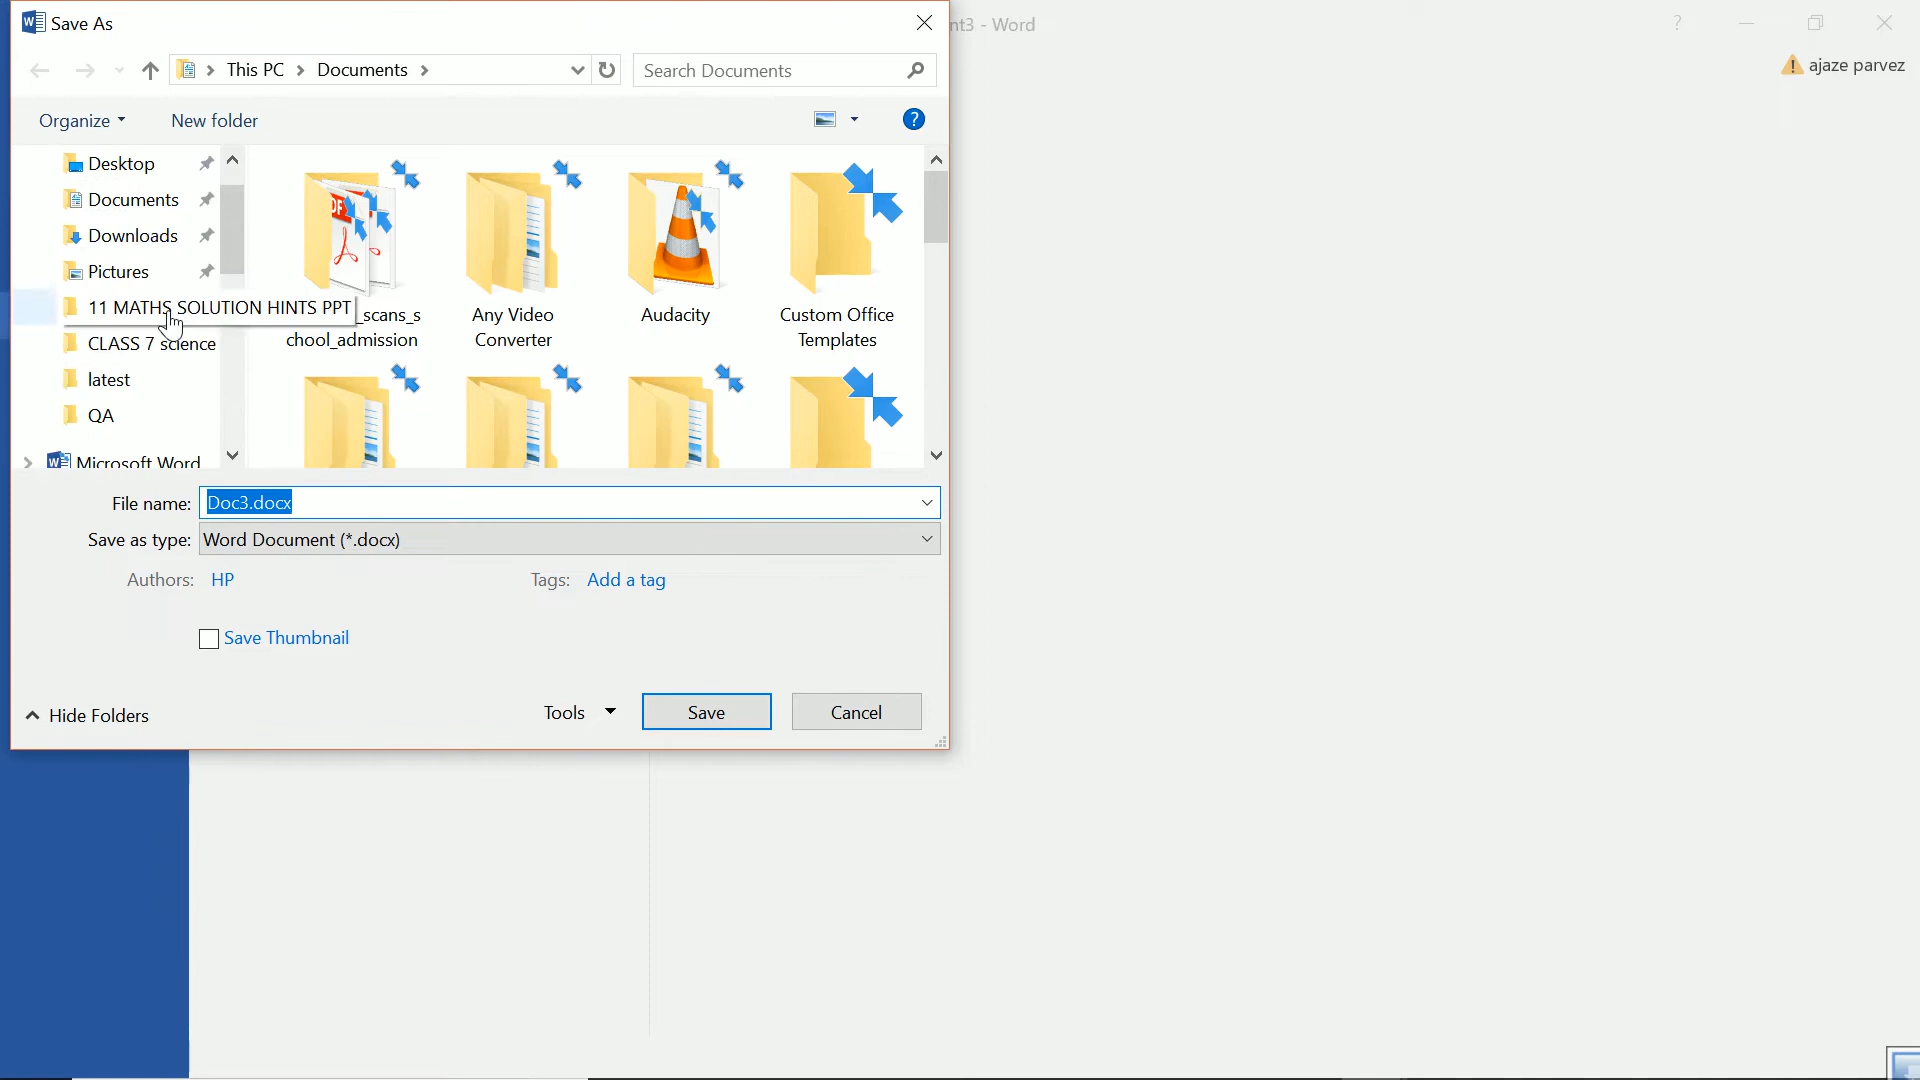 Save As
nt3 - Word
?
ajaze parvez
This PC
Documents
Search Documents
Organize
New folder
?
Desktop
Documents
Downloads
Pictures
11 MATHS SOLUTION HINTS PPT
CLASS 7 science
latest
QA
Microsoft Word
_scans_s
chool_admission
Any Video
Converter
Audacity
Custom Office
Templates
File name: Doc3.docx
Save as type: Word Document (*.docx)
Authors: HP
Tags: Add a tag
Save Thumbnail
Hide Folders
Tools
Save
Cancel